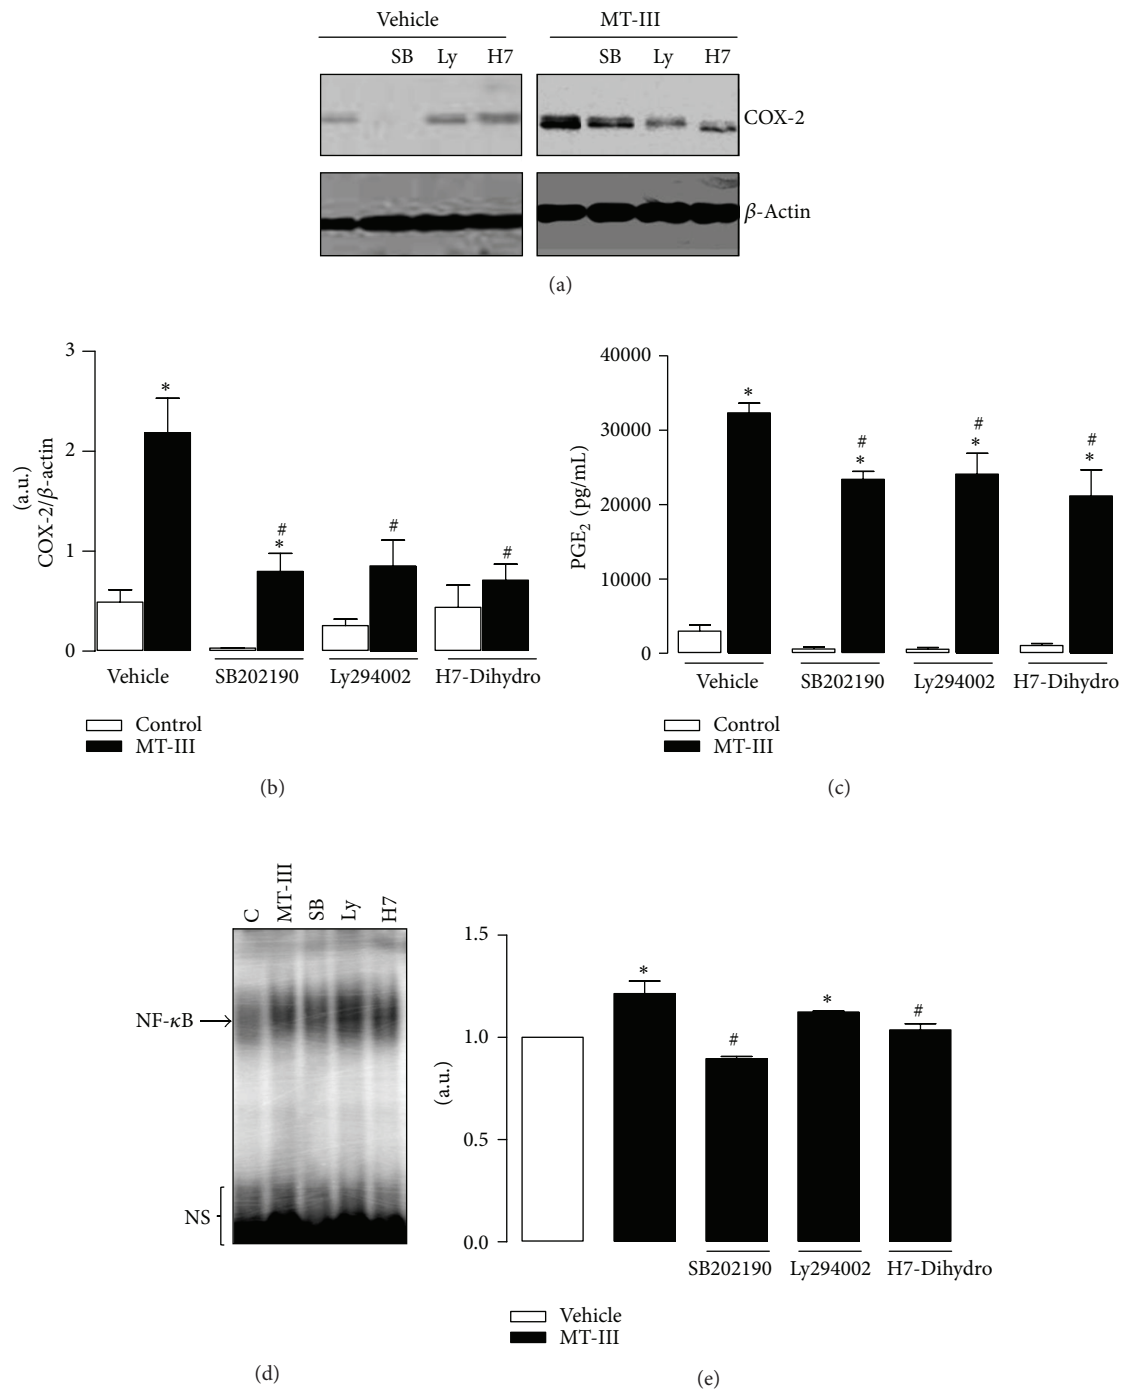 Vehicle MT-III
SB Ly H7 SB Ly H7
COX-2
β-Actin
(a)
3
2
1
0
(a.u.)
COX-2/β-actin
*
#
*
#
#
Vehicle SB202190 Ly294002 H7-Dihydro
Control
MT-III
(b)
40000
30000
20000
10000
0
PGE2 (pg/mL)
*
#
*
#
*
#
*
Vehicle SB202190 Ly294002 H7-Dihydro
Control
MT-III
(c)
C MT-III SB Ly H7
NF-κB
NS
(d)
1.5
1.0
0.5
0.0
(a.u.)
*
#
*
#
SB202190 Ly294002 H7-Dihydro
Vehicle
MT-III
(e)